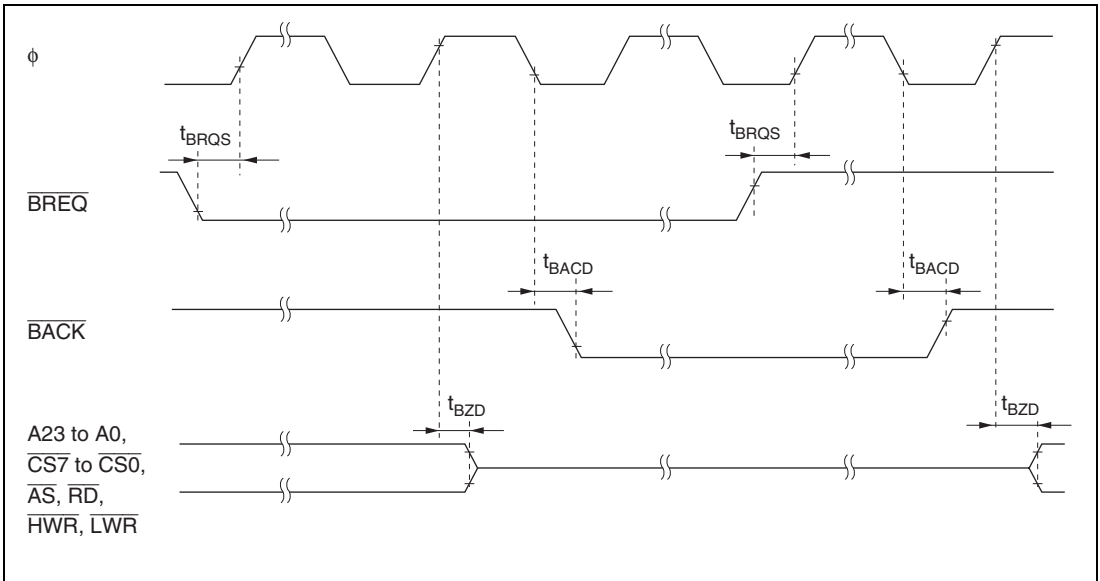 ϕ
tBRQS
tBRQS
BREQ
tBACD
tBACD
BACK
tBZD
tBZD
A23 to A0,
CS7 to CS0,
AS, RD,
HWR, LWR